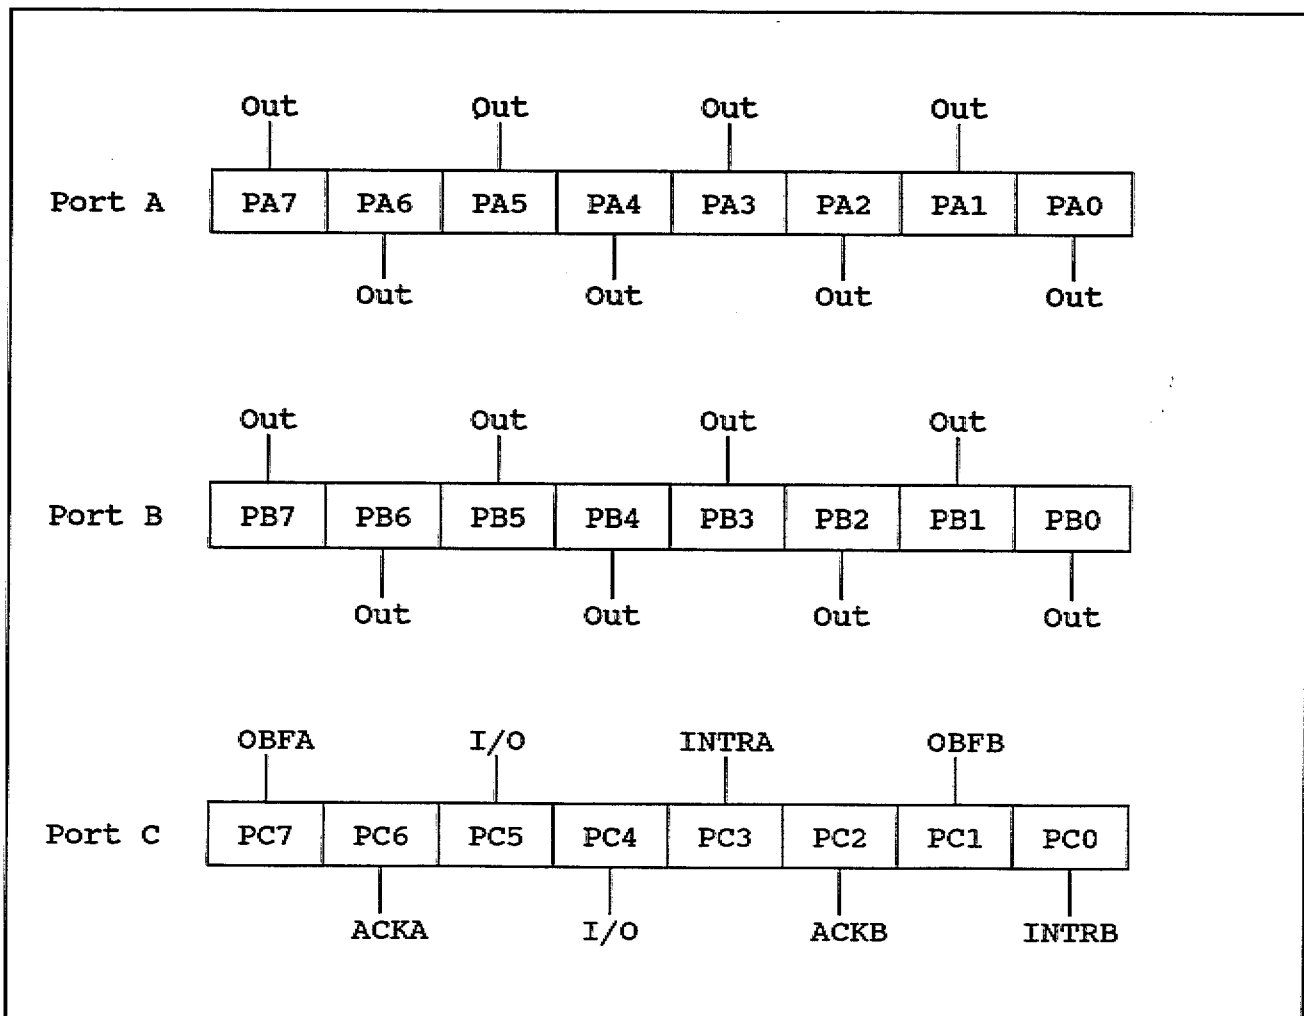 Out Out Out Out
Port A PA7 PA6 PA5 PA4 PA3 PA2 PA1 PA0
Out Out Out Out
Out Out Out Out
Port B PB7 PB6 PB5 PB4 PB3 PB2 PB1 PB0
Out Out Out Out
OBFA I/O INTRA OBFB
Port C PC7 PC6 PC5 PC4 PC3 PC2 PC1 PC0
ACKA I/O ACKB INTRB